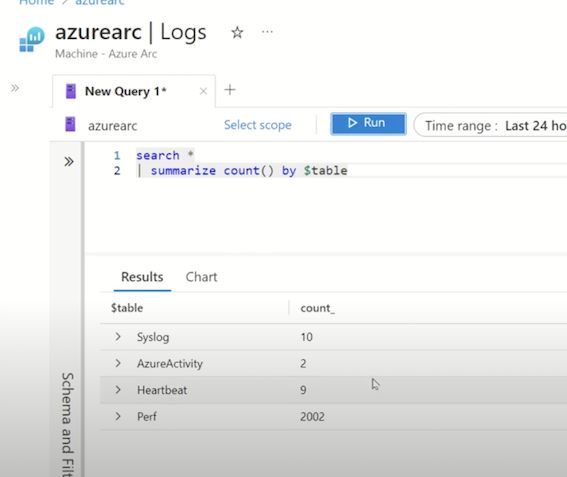 Home > azurearc
azurearc | Logs
Machine - Azure Arc
New Query 1*
azurearc
Select scope
Run
Time range : Last 24 ho
1 search *
2 | summarize count() by $table
Results
Chart
$table
count_
Syslog
10
AzureActivity
2
Heartbeat
9
Perf
2002
Schema and Filt